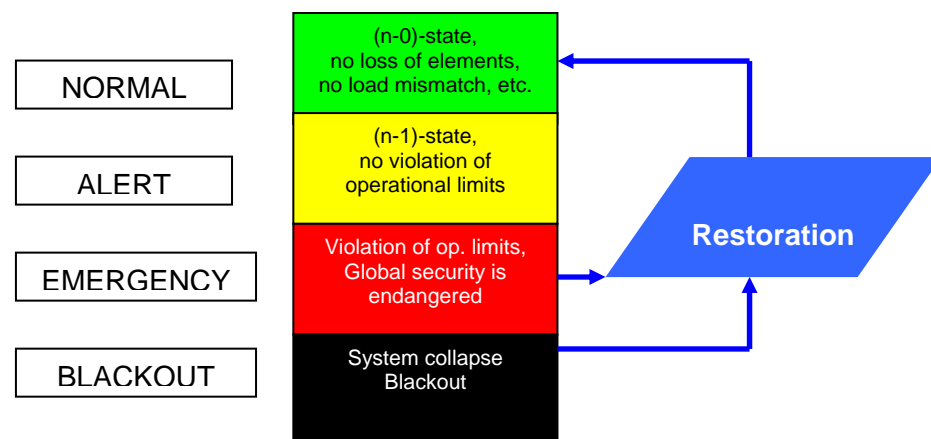 NORMAL
(n-0)-state,
no loss of elements,
no load mismatch, etc.
ALERT
(n-1)-state,
no violation of
operational limits
EMERGENCY
Violation of op. limits,
Global security is
endangered
BLACKOUT
System collapse
Blackout
Restoration